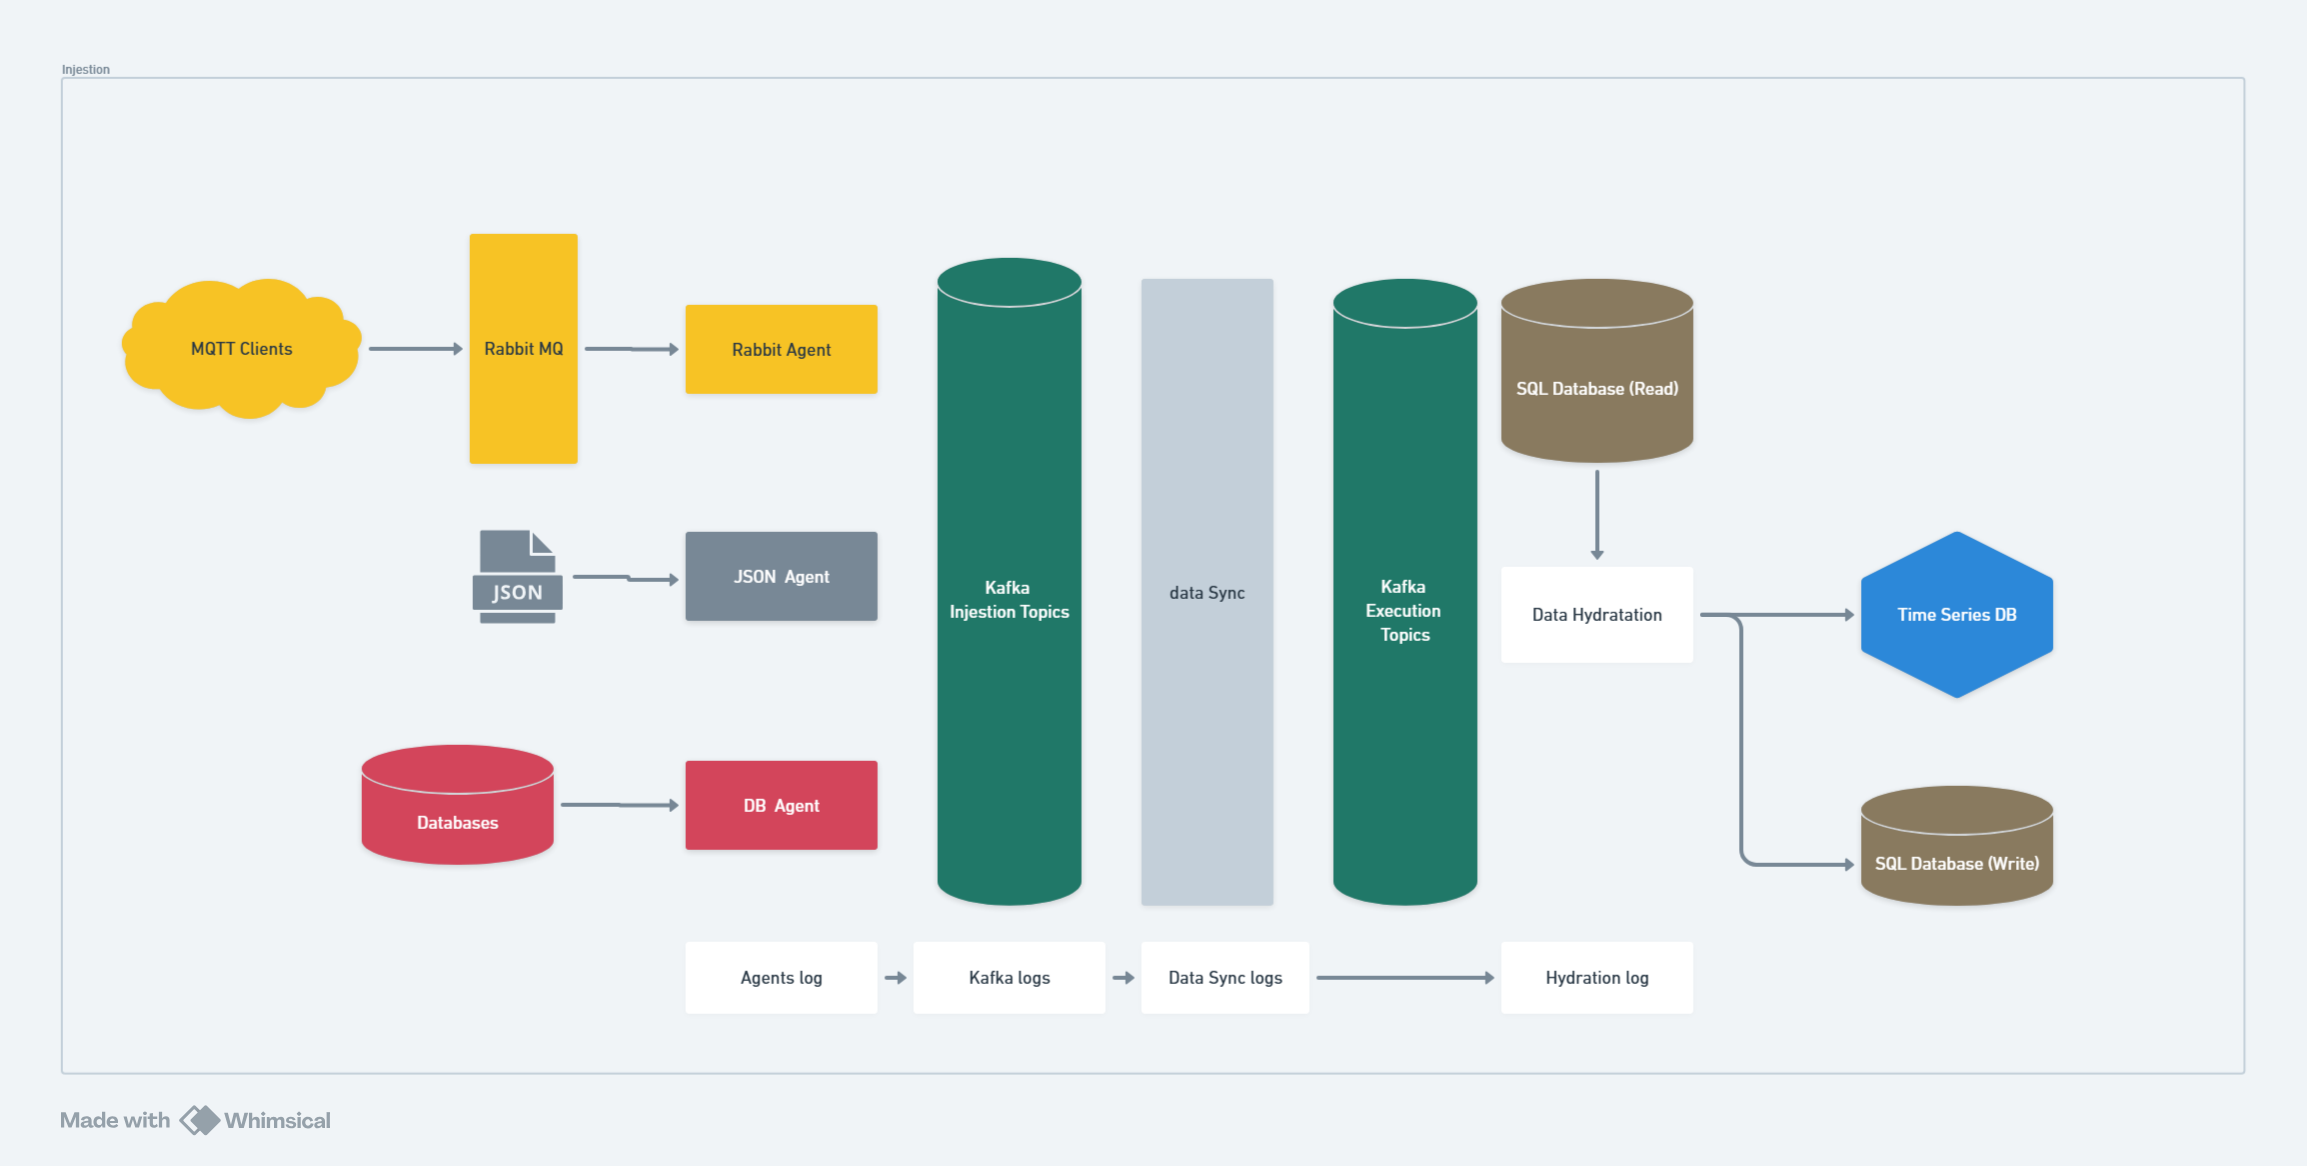 Injestion
MQTT Clients
Rabbit MQ
Rabbit Agent
SQL Database (Read)
JSON
JSON Agent
Kafka
Injestion Topics
data Sync
Kafka
Execution
Topics
Data Hydratation
Time Series DB
Databases
DB Agent
SQL Database (Write)
Agents log
Kafka logs
Data Sync logs
Hydration log
Made with Whimsical